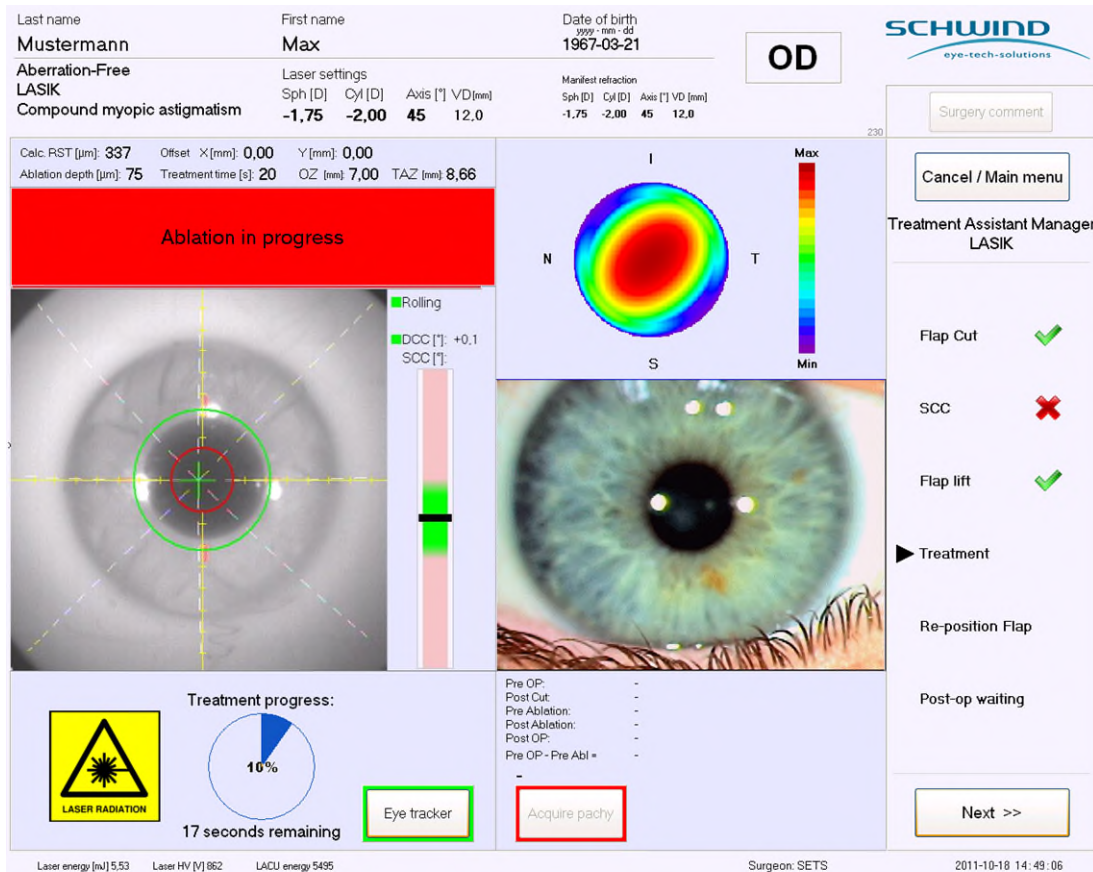 Last name
First name
Date of birth
yyyy - mm - dd
Mustermann
Max
1967-03-21
OD
SCHWIND
eye-tech-solutions
Aberration-Free
LASIK
Compound myopic astigmatism
Laser settings
Sph [D] Cyl [D] Axis [°] VD [mm]
-1,75 -2,00 45 12,0
Manifest refraction
Sph [D] Cyl [D] Axis [°] VD [mm]
-1,75 -2,00 45 12,0
230
Surgery comment
Calc. RST [µm]: 337 Offset X [mm]: 0,00 Y [mm]: 0,00
Ablation depth [µm]: 75 Treatment time [s]: 20 OZ [mm] 7,00 TAZ [mm]: 8,66
Ablation in progress
Rolling
DCC [°]: +0,1
SCC [°]:
I
N
T
S
Max
Min
Cancel / Main menu
Treatment Assistant Manager
LASIK
Flap Cut
SCC
Flap lift
Treatment
Re-position Flap
Post-op waiting
Next >>
LASER RADIATION
Treatment progress:
10%
17 seconds remaining
Eye tracker
Pre OP: -
Post Cut: -
Pre Ablation: -
Post Ablation: -
Post OP: -
Pre OP - Pre Abl = -
-
Acquire pachy
Laser energy [mJ] 5,53 Laser HV [V] 862 LACU energy 5495
Surgeon: SETS
2011-10-18 14:49:06